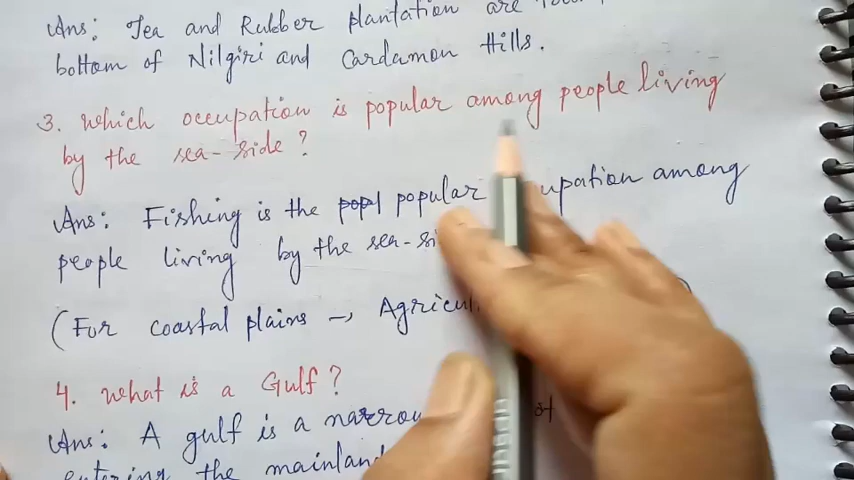 Ans: Tea and Rubber plantation are
bottom of Nilgiri and Cardamon Hills.
3. Which occupation is popular among people living
by the sea-side?
Ans: Fishing is the popl popular among
people living by the sea-
(For coastal plains →
4. What is a Gulf?
Ans: A gulf is a narrow of
entering the mainland